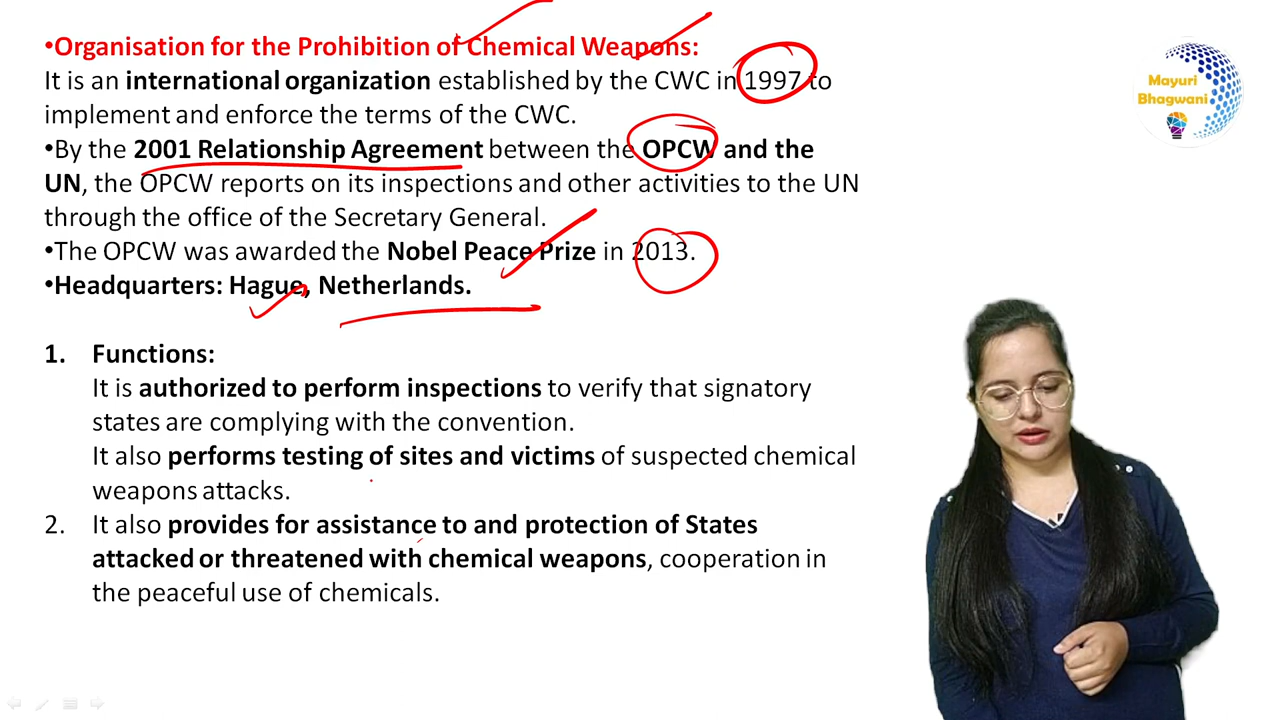 •Organisation for the Prohibition of Chemical Weapons:
It is an international organization established by the CWC in 1997 to
implement and enforce the terms of the CWC.
•By the 2001 Relationship Agreement between the OPCW and the
UN, the OPCW reports on its inspections and other activities to the UN
through the office of the Secretary General.
•The OPCW was awarded the Nobel Peace Prize in 2013.
•Headquarters: Hague, Netherlands.
1. Functions:
It is authorized to perform inspections to verify that signatory
states are complying with the convention.
It also performs testing of sites and victims of suspected chemical
weapons attacks.
2. It also provides for assistance to and protection of States
attacked or threatened with chemical weapons, cooperation in
the peaceful use of chemicals.
Mayuri
Bhagwani